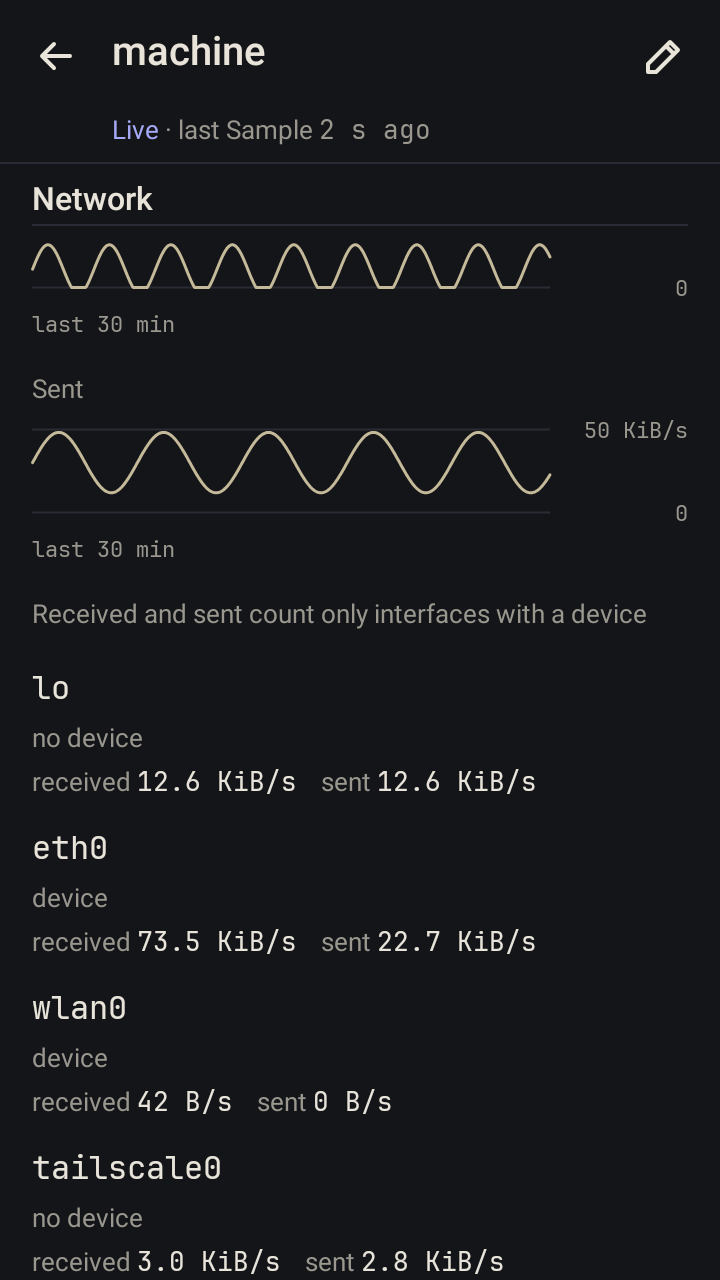 machine
Live · last Sample 2 s ago
Network
0
last 30 min
Sent
50 KiB/s
0
last 30 min
Received and sent count only interfaces with a device
lo
no device
received 12.6 KiB/s sent 12.6 KiB/s
eth0
device
received 73.5 KiB/s sent 22.7 KiB/s
wlan0
device
received 42 B/s sent 0 B/s
tailscale0
no device
received 3.0 KiB/s sent 2.8 KiB/s